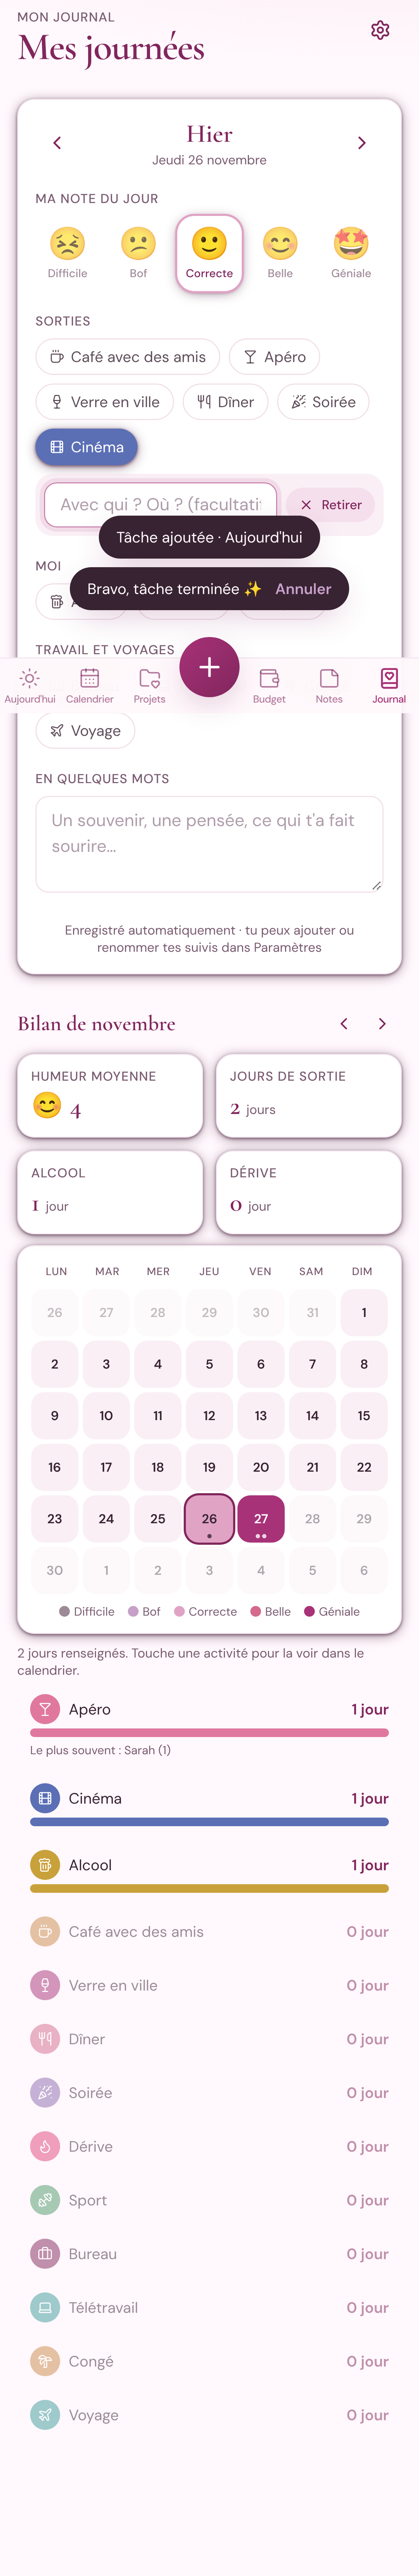 MON JOURNAL
Mes journées
Hier
Jeudi 26 novembre
MA NOTE DU JOUR
Difficile Bof Correcte Belle Géniale
SORTIES
Café avec des amis Apéro
Verre en ville Dîner Soirée
Cinéma
Avec qui ? Où ? (facultati Retirer
Tâche ajoutée · Aujourd'hui
MOI
Bravo, tâche terminée ✨ Annuler
TRAVAIL ET VOYAGES
Aujourd'hui Calendrier Projets Budget Notes Journal
Voyage
EN QUELQUES MOTS
Un souvenir, une pensée, ce qui t'a fait
sourire…
Enregistré automatiquement · tu peux ajouter ou
renommer tes suivis dans Paramètres
Bilan de novembre
HUMEUR MOYENNE
4
JOURS DE SORTIE
2 jours
ALCOOL
1 jour
DÉRIVE
0 jour
LUN MAR MER JEU VEN SAM DIM
26 27 28 29 30 31 1
2 3 4 5 6 7 8
9 10 11 12 13 14 15
16 17 18 19 20 21 22
23 24 25 26 27 28 29
30 1 2 3 4 5 6
Difficile Bof Correcte Belle Géniale
2 jours renseignés. Touche une activité pour la voir dans le
calendrier.
Apéro 1 jour
Le plus souvent : Sarah (1)
Cinéma 1 jour
Alcool 1 jour
Café avec des amis 0 jour
Verre en ville 0 jour
Dîner 0 jour
Soirée 0 jour
Dérive 0 jour
Sport 0 jour
Bureau 0 jour
Télétravail 0 jour
Congé 0 jour
Voyage 0 jour